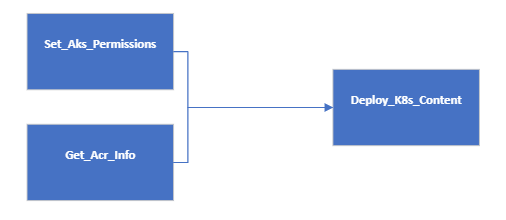 Set_Aks_Permissions
Get_Acr_Info
Deploy_K8s_Content